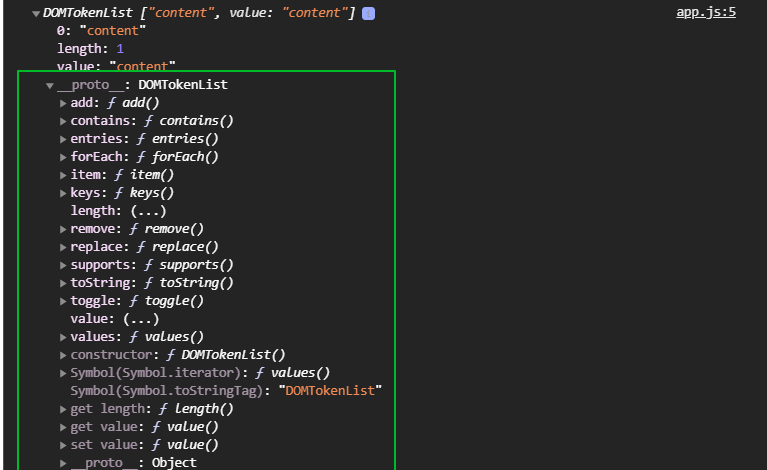 DOMTokenList ["content", value: "content"] i app.js:5
0: "content"
length: 1
value: "content"
__proto__: DOMTokenList
add: ƒ add()
contains: ƒ contains()
entries: ƒ entries()
forEach: ƒ forEach()
item: ƒ item()
keys: ƒ keys()
length: (...)
remove: ƒ remove()
replace: ƒ replace()
supports: ƒ supports()
toString: ƒ toString()
toggle: ƒ toggle()
value: (...)
values: ƒ values()
constructor: ƒ DOMTokenList()
Symbol(Symbol.iterator): ƒ values()
Symbol(Symbol.toStringTag): "DOMTokenList"
get length: ƒ length()
get value: ƒ value()
set value: ƒ value()
__proto__: Object